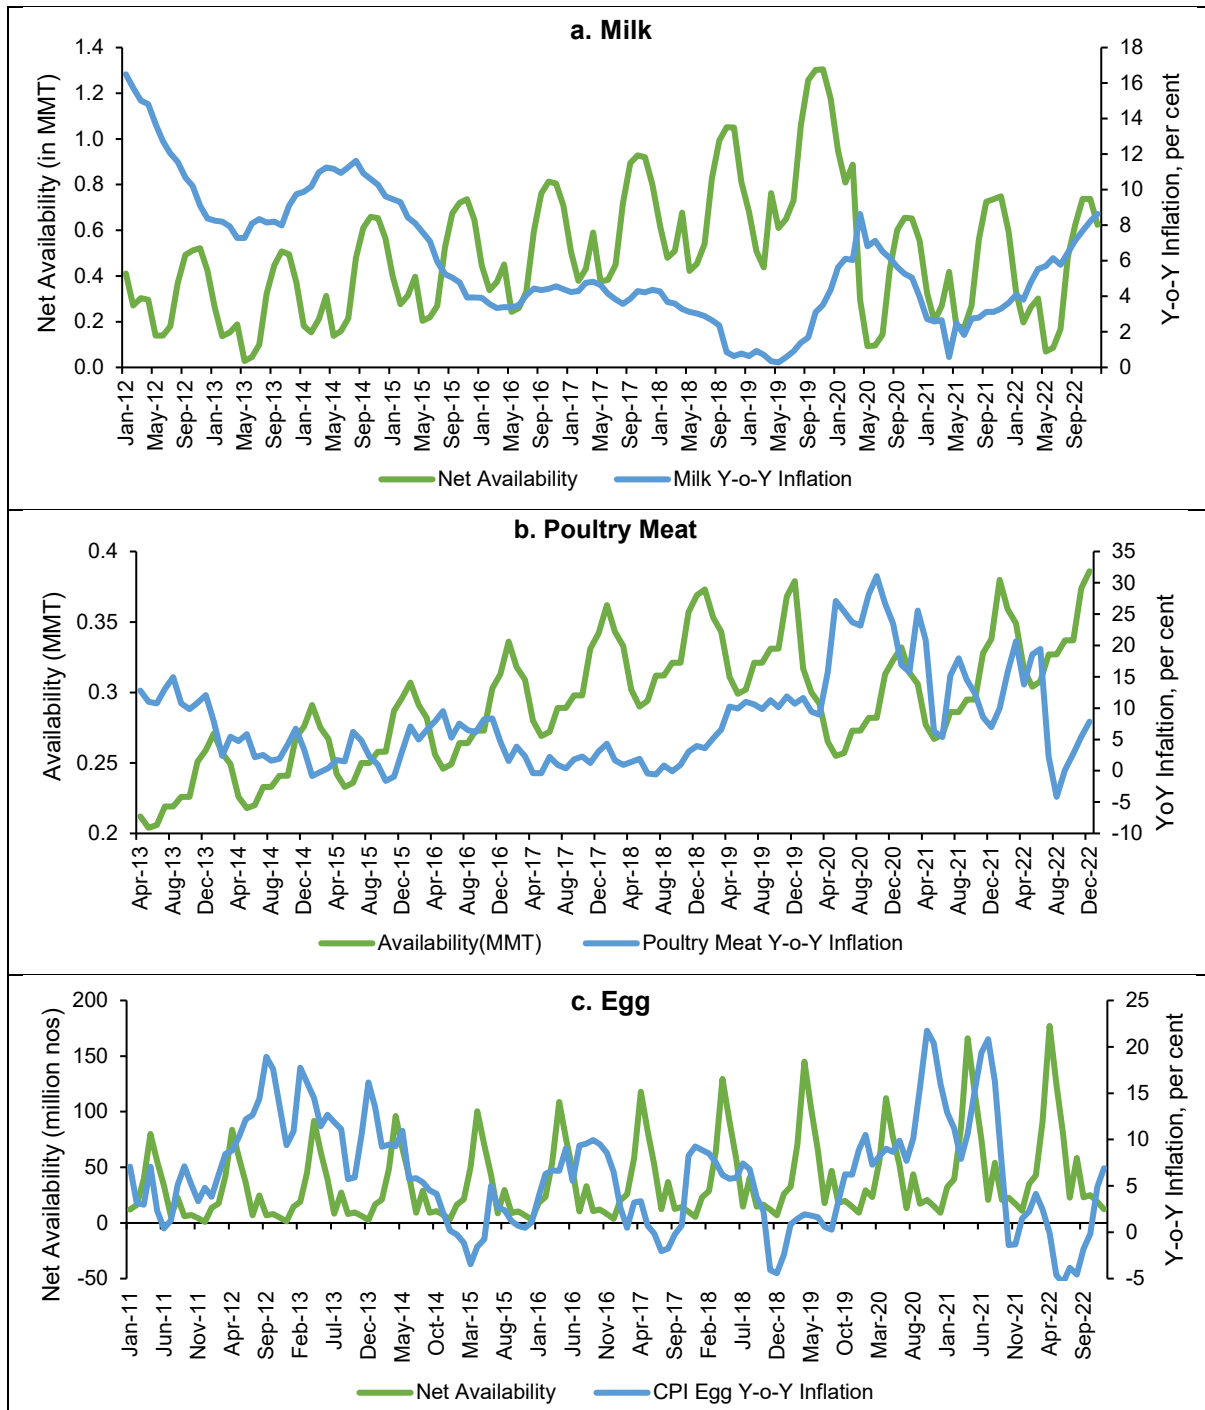 a. Milk
Net Availability (in MMT)
1.4
1.2
1.0
0.8
0.6
0.4
0.2
0.0
18
16
14
12
10
8
6
4
2
0
Y-o-Y Inflation, per cent
Jan-12
May-12
Sep-12
Jan-13
May-13
Sep-13
Jan-14
May-14
Sep-14
Jan-15
May-15
Sep-15
Jan-16
May-16
Sep-16
Jan-17
May-17
Sep-17
Jan-18
May-18
Sep-18
Jan-19
May-19
Sep-19
Jan-20
May-20
Sep-20
Jan-21
May-21
Sep-21
Jan-22
May-22
Sep-22
Net Availability Milk Y-o-Y Inflation
b. Poultry Meat
Availability (MMT)
0.4
0.35
0.3
0.25
0.2
35
30
25
20
15
10
5
0
-5
-10
YoY Infaltion, per cent
Apr-13
Aug-13
Dec-13
Apr-14
Aug-14
Dec-14
Apr-15
Aug-15
Dec-15
Apr-16
Aug-16
Dec-16
Apr-17
Aug-17
Dec-17
Apr-18
Aug-18
Dec-18
Apr-19
Aug-19
Dec-19
Apr-20
Aug-20
Dec-20
Apr-21
Aug-21
Dec-21
Apr-22
Aug-22
Dec-22
Availability(MMT) Poultry Meat Y-o-Y Inflation
c. Egg
Net Availability (million nos)
200
150
100
50
0
-50
25
20
15
10
5
0
-5
Y-o-Y Inflation, per cent
Jan-11
Jun-11
Nov-11
Apr-12
Sep-12
Feb-13
Jul-13
Dec-13
May-14
Oct-14
Mar-15
Aug-15
Jan-16
Jun-16
Nov-16
Apr-17
Sep-17
Feb-18
Jul-18
Dec-18
May-19
Oct-19
Mar-20
Aug-20
Jan-21
Jun-21
Nov-21
Apr-22
Sep-22
Net Availability CPI Egg Y-o-Y Inflation